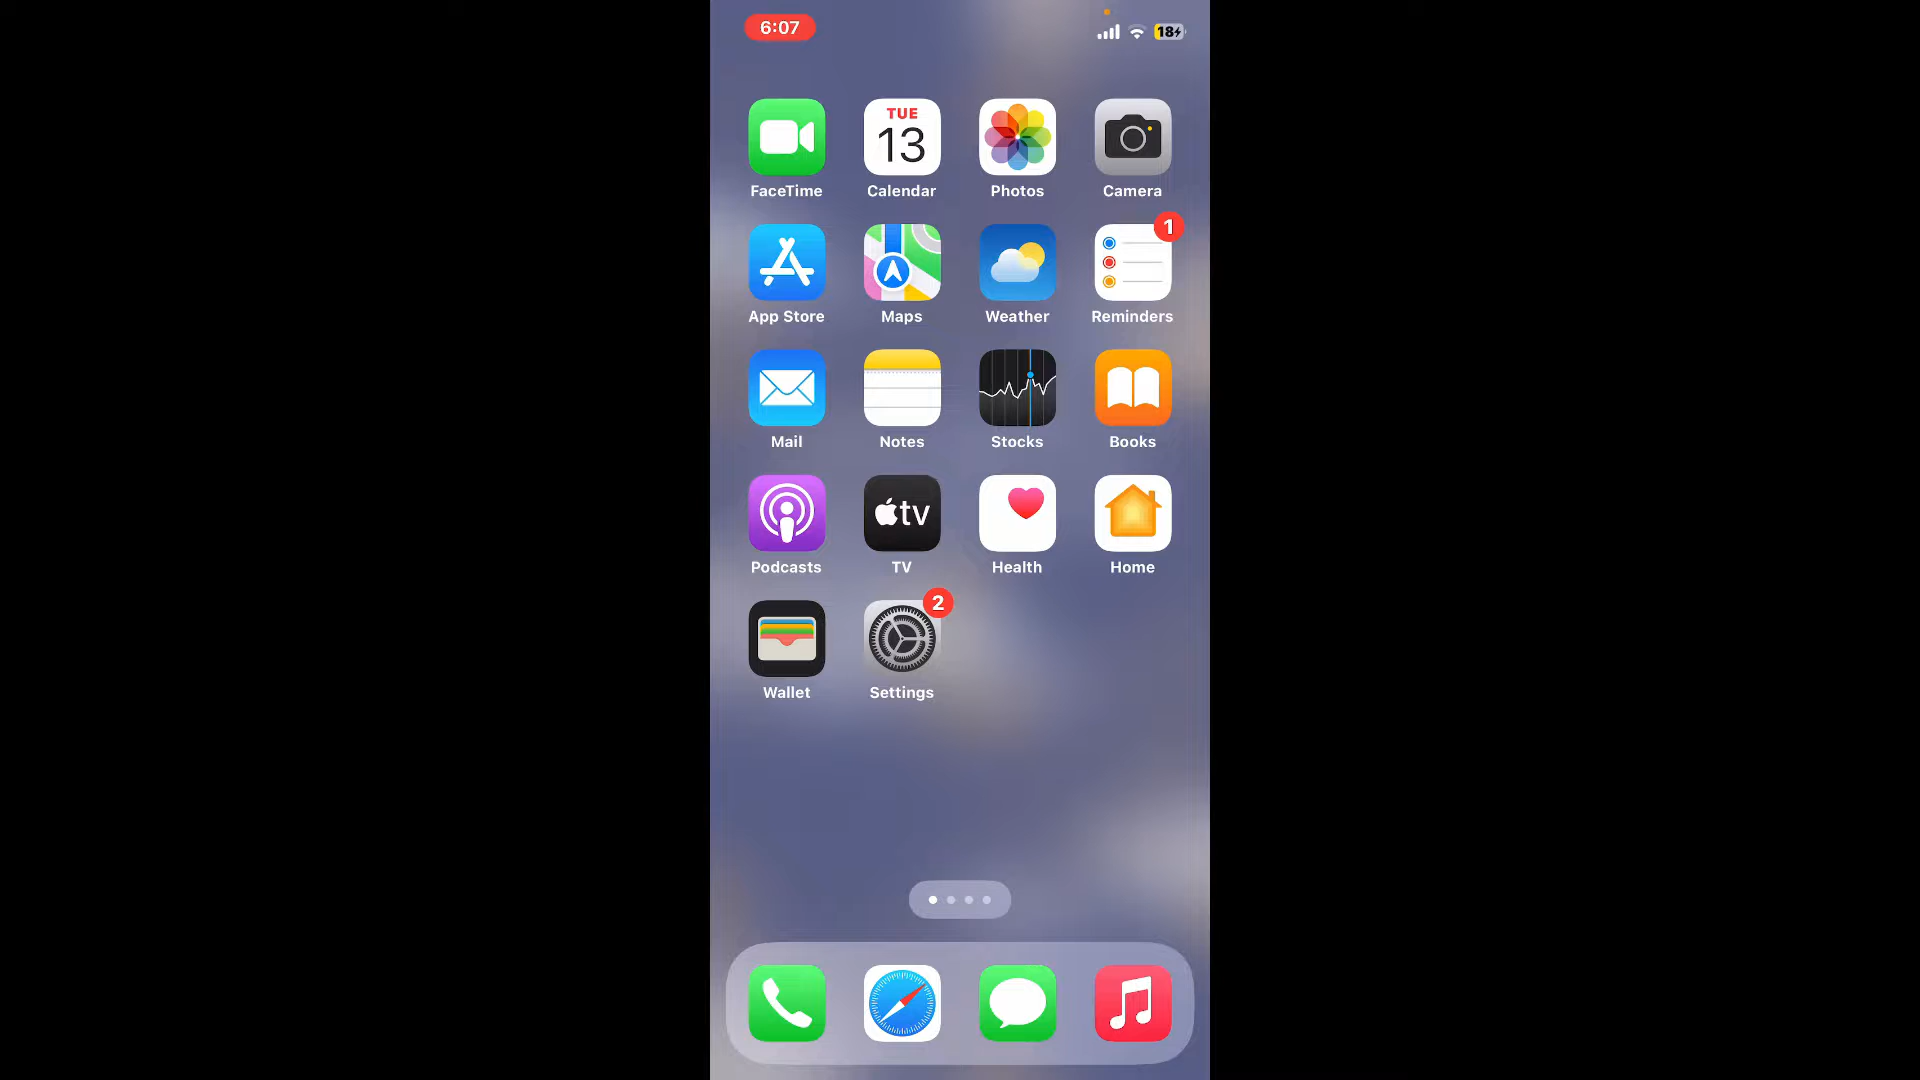 6:07
18
TUE
13
FaceTime Calendar Photos Camera
1
App Store Maps Weather Reminders
Mail Notes Stocks Books
tv
Podcasts TV Health Home
2
Wallet Settings